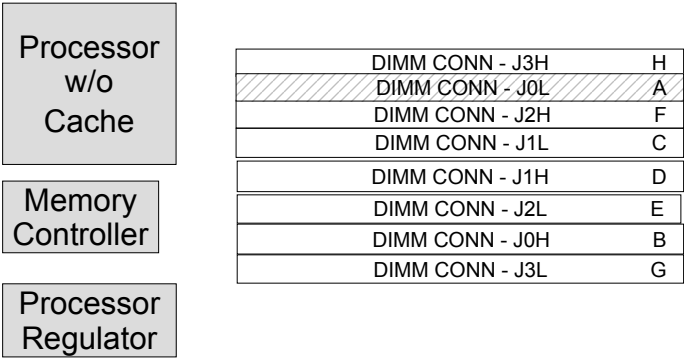 Processor
w/o
Cache
Memory
Controller
Processor
Regulator
DIMM CONN - J3H H
DIMM CONN - J0L A
DIMM CONN - J2H F
DIMM CONN - J1L C
DIMM CONN - J1H D
DIMM CONN - J2L E
DIMM CONN - J0H B
DIMM CONN - J3L G